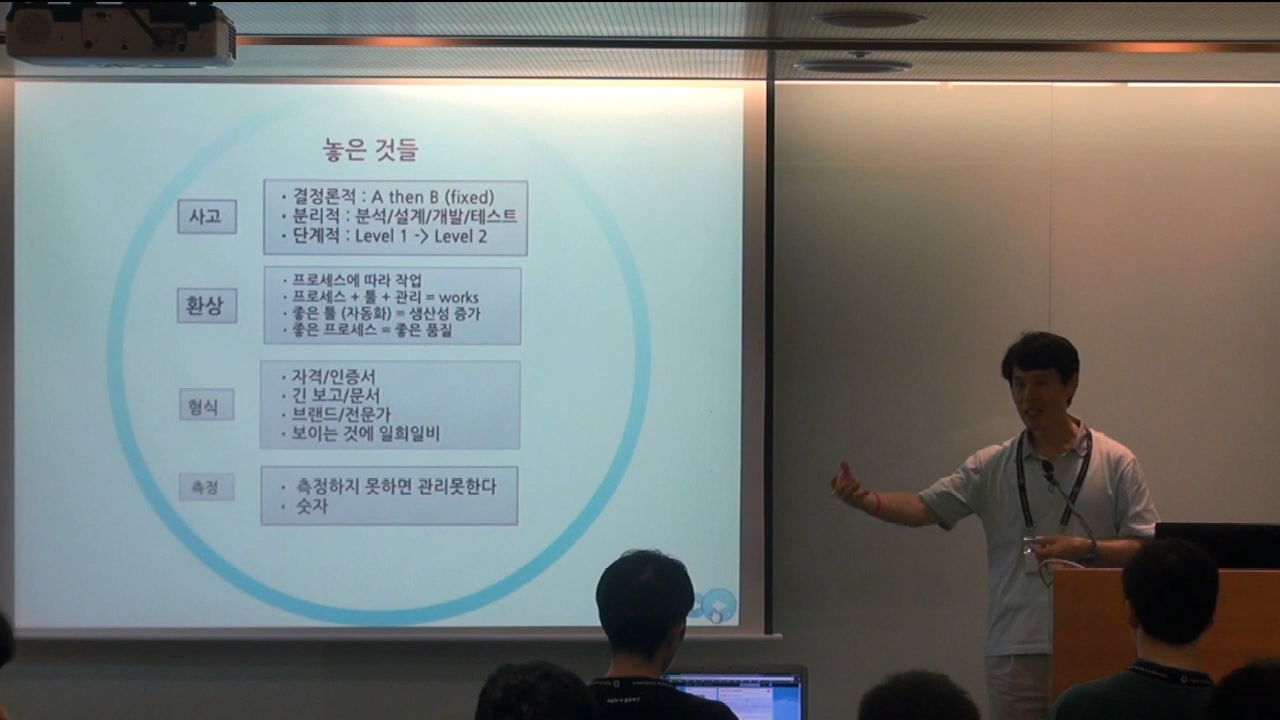 놓은 것들
사고
· 결정론적 : A then B (fixed)
· 분리적 : 분석/설계/개발/테스트
· 단계적 : Level 1 -> Level 2
환상
· 프로세스에 따라 작업
· 프로세스 + 툴 + 관리 = works
· 좋은 툴 (자동화) = 생산성 증가
· 좋은 프로세스 = 좋은 품질
형식
· 자격/인증서
· 긴 보고/문서
· 브랜드/전문가
· 보이는 것에 일희일비
측정
· 측정하지 못하면 관리못한다
· 숫자